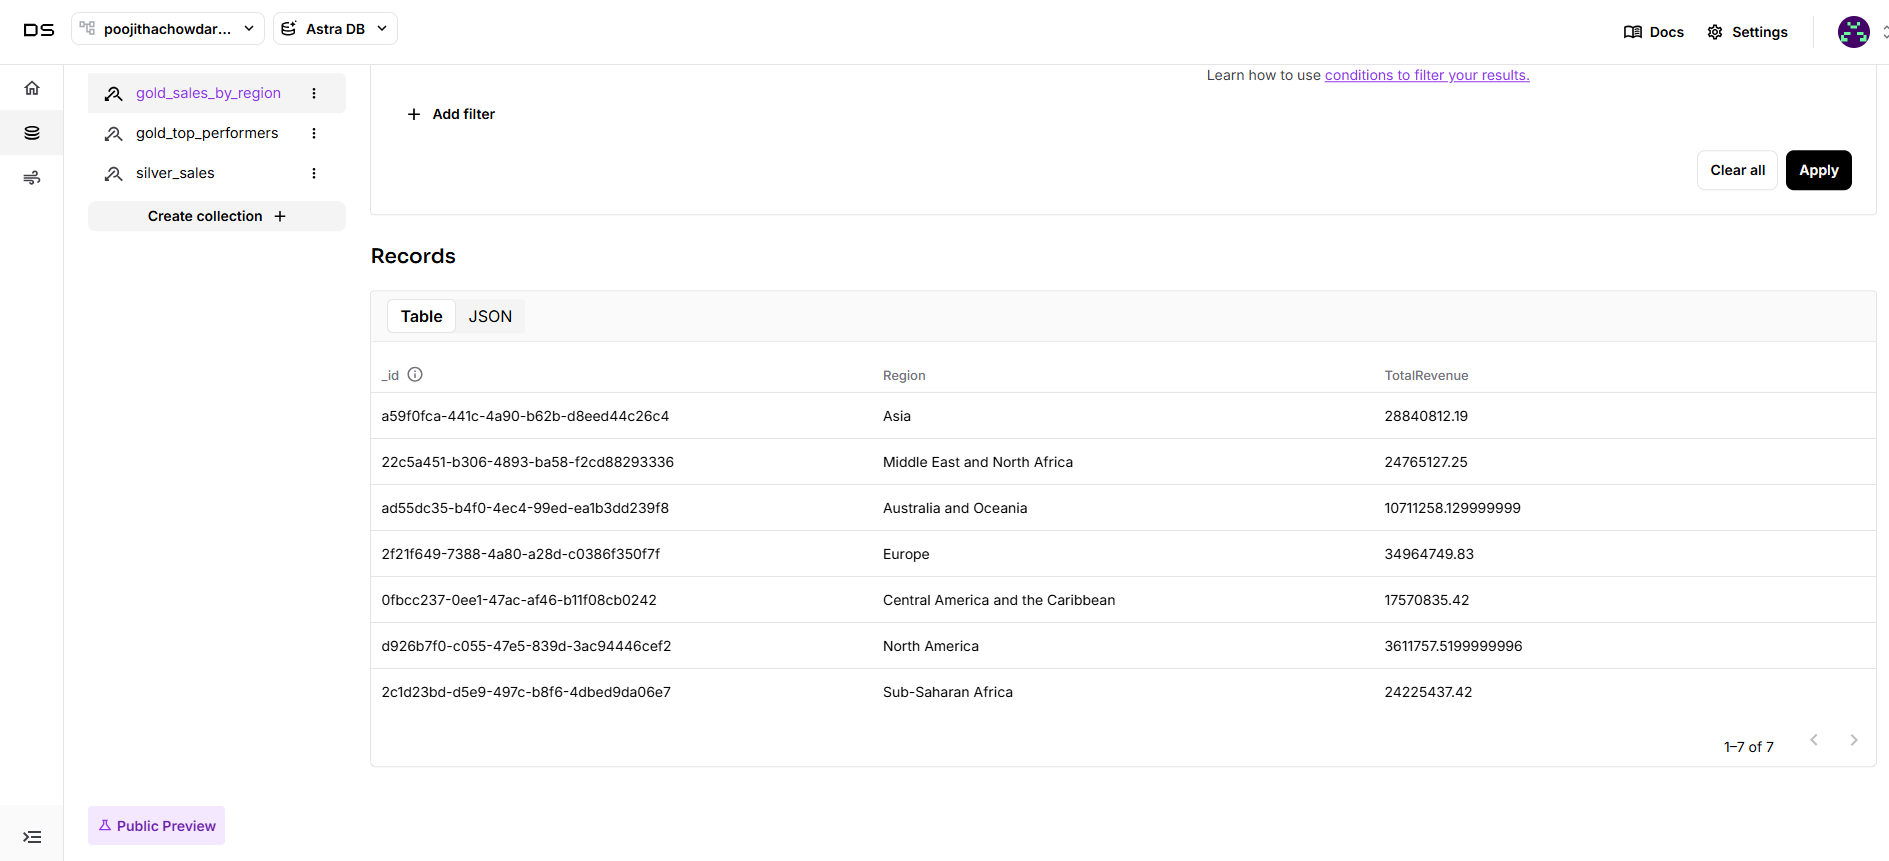 DS poojithachowdar... Astra DB Docs Settings
gold_sales_by_region
gold_top_performers
silver_sales
Create collection +
Learn how to use conditions to filter your results.
+ Add filter
Clear all Apply
Records
Table JSON
_id Region TotalRevenue
a59f0fca-441c-4a90-b62b-d8eed44c26c4 Asia 28840812.19
22c5a451-b306-4893-ba58-f2cd88293336 Middle East and North Africa 24765127.25
ad55dc35-b4f0-4ec4-99ed-ea1b3dd239f8 Australia and Oceania 10711258.129999999
2f21f649-7388-4a80-a28d-c0386f350f7f Europe 34964749.83
0fbcc237-0ee1-47ac-af46-b11f08cb0242 Central America and the Caribbean 17570835.42
d926b7f0-c055-47e5-839d-3ac94446cef2 North America 3611757.5199999996
2c1d23bd-d5e9-497c-b8f6-4dbed9da06e7 Sub-Saharan Africa 24225437.42
1–7 of 7
Public Preview